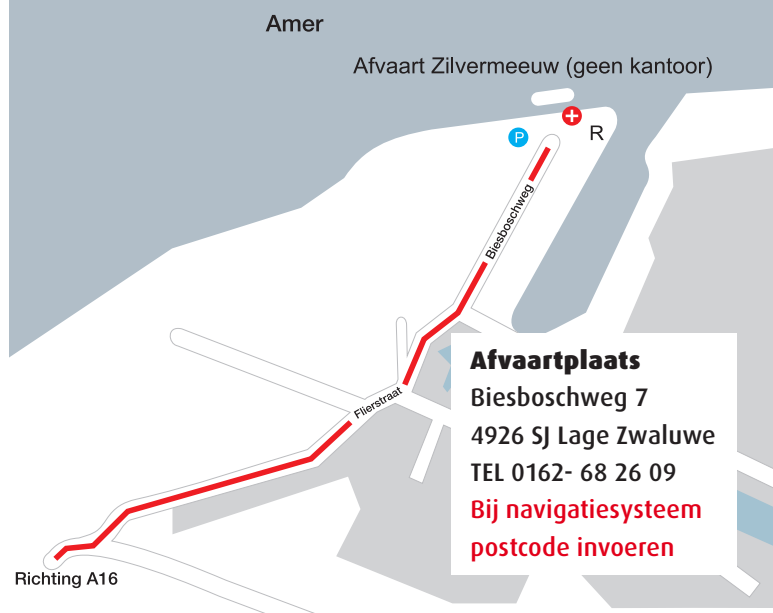 Amer
Afvaart Zilvermeeuw (geen kantoor)
P
R
Biesboschweg
Flierstraat
Afvaartplaats
Biesboschweg 7
4926 SJ Lage Zwaluwe
TEL 0162- 68 26 09
Bij navigatiesysteem
postcode invoeren
Richting A16